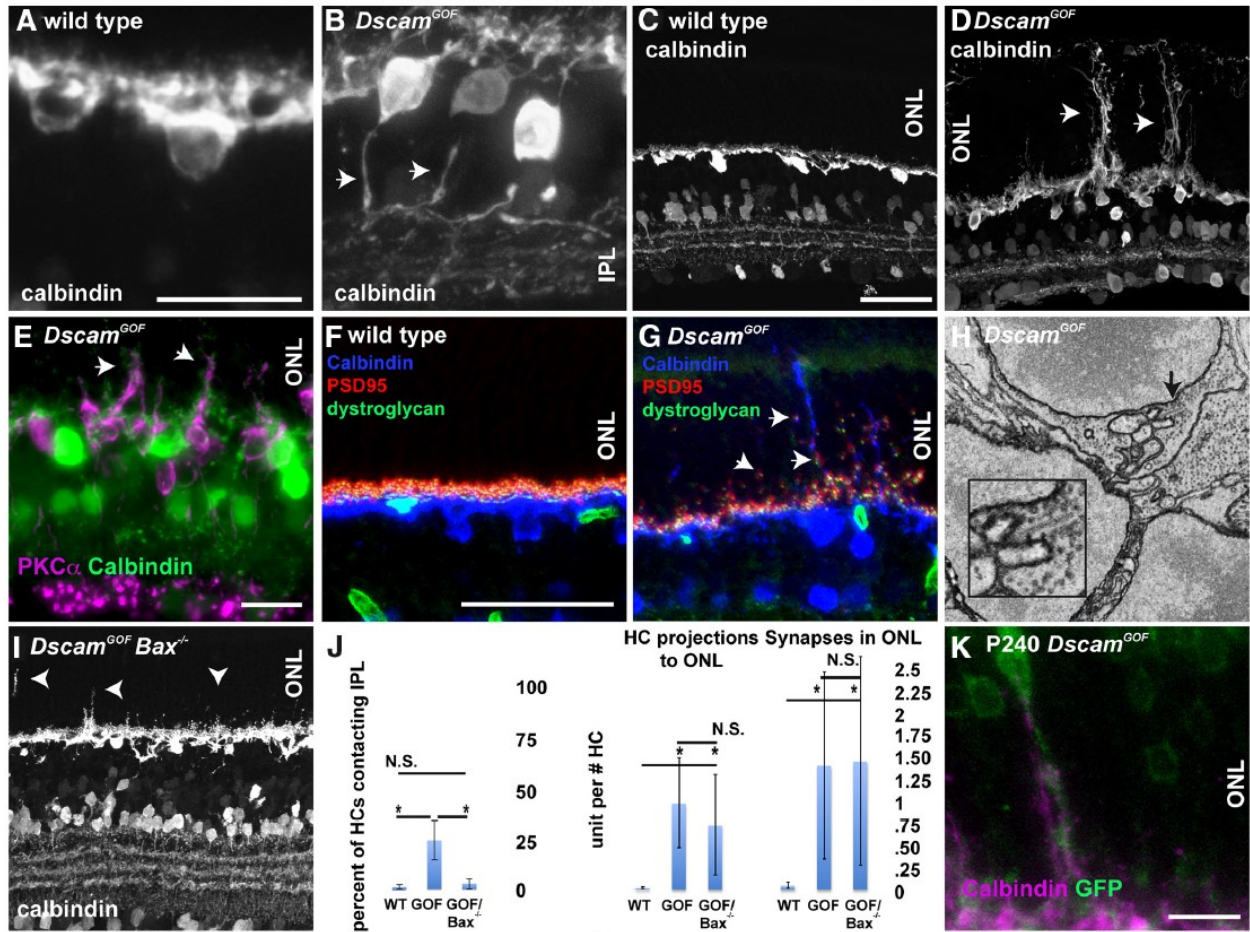 A wild type
calbindin
B Dscam^GOF
IPL
calbindin
C wild type
calbindin
ONL
D Dscam^GOF
calbindin
ONL
E Dscam^GOF
ONL
PKCα Calbindin
F wild type
Calbindin
PSD95
dystroglycan
ONL
G Dscam^GOF
Calbindin
PSD95
dystroglycan
ONL
H Dscam^GOF
α
I Dscam^GOF Bax^-/-
ONL
calbindin
J
percent of HCs contacting IPL
100
75
50
25
0
N.S.
* *
WT GOF GOF/
Bax^-/-
HC projections
to ONL
unit per # HC
N.S.
* *
WT GOF GOF/
Bax^-/-
Synapses in ONL
N.S.
* *
2.5
2.25
2
1.75
1.50
1.25
1
.75
.50
.25
0
WT GOF GOF/
Bax^-/-
K P240 Dscam^GOF
ONL
Calbindin GFP